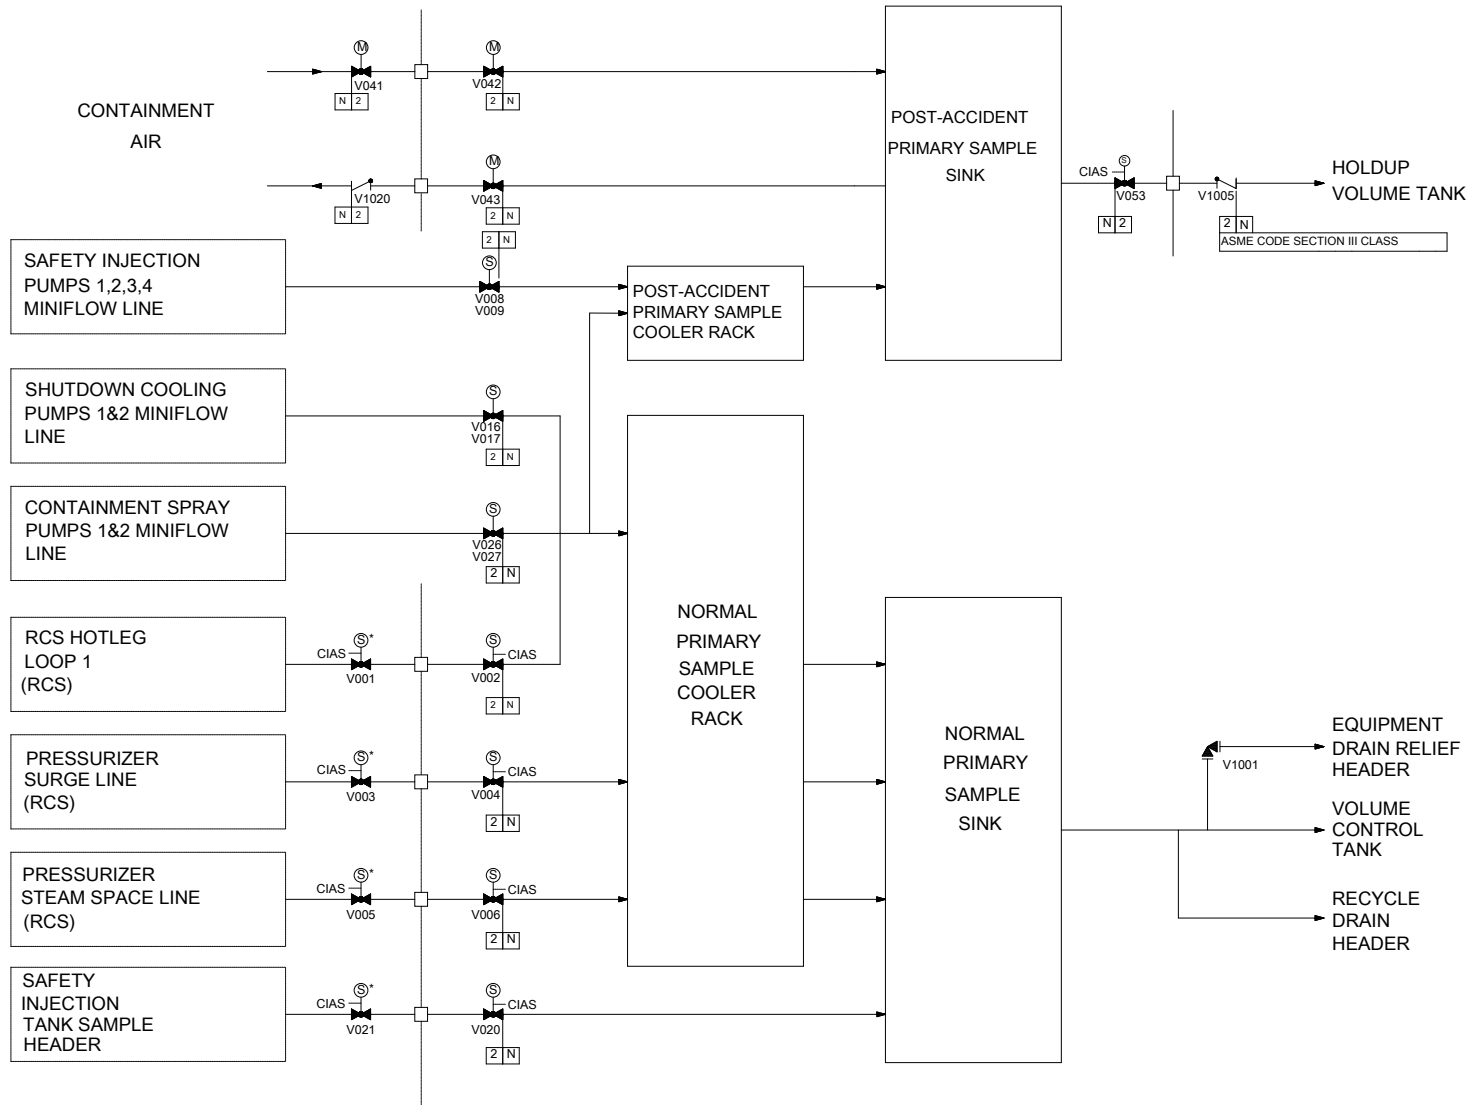 M
V041
N 2
M
V042
2 N
CONTAINMENT
AIR
V1020
N 2
M
V043
2 N
POST-ACCIDENT
PRIMARY SAMPLE
SINK
CIAS
S
V053
N 2
V1005
2 N
ASME CODE SECTION III CLASS
HOLDUP
VOLUME TANK
SAFETY INJECTION
PUMPS 1,2,3,4
MINIFLOW LINE
2 N
S
V008
V009
POST-ACCIDENT
PRIMARY SAMPLE
COOLER RACK
SHUTDOWN COOLING
PUMPS 1&2 MINIFLOW
LINE
S
V016
V017
2 N
CONTAINMENT SPRAY
PUMPS 1&2 MINIFLOW
LINE
S
V026
V027
2 N
RCS HOTLEG
LOOP 1
(RCS)
S*
CIAS
V001
S
CIAS
V002
2 N
NORMAL
PRIMARY
SAMPLE
COOLER
RACK
PRESSURIZER
SURGE LINE
(RCS)
S*
CIAS
V003
S
CIAS
V004
2 N
PRESSURIZER
STEAM SPACE LINE
(RCS)
S*
CIAS
V005
S
CIAS
V006
2 N
SAFETY
INJECTION
TANK SAMPLE
HEADER
S*
CIAS
V021
S
CIAS
V020
2 N
NORMAL
PRIMARY
SAMPLE
SINK
V1001
EQUIPMENT
DRAIN RELIEF
HEADER
VOLUME
CONTROL
TANK
RECYCLE
DRAIN
HEADER